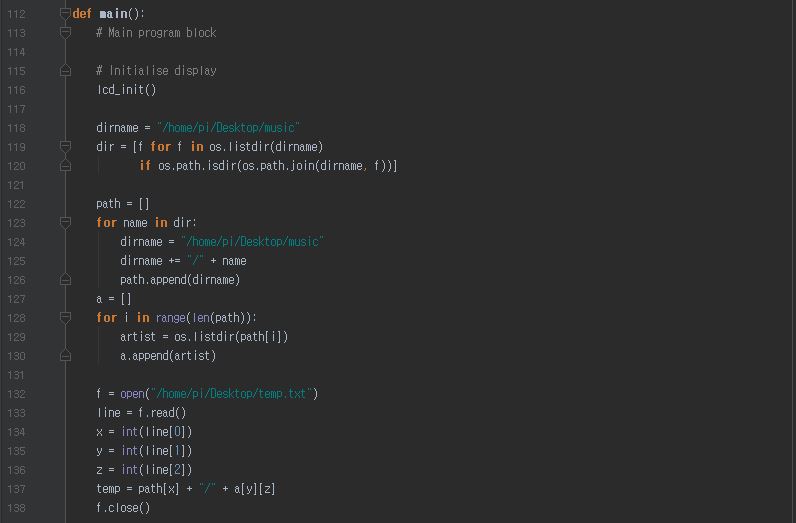 112 def main():
113 # Main program block
114
115 # Initialise display
116 lcd_init()
117
118 dirname = "/home/pi/Desktop/music"
119 dir = [f for f in os.listdir(dirname)
120 if os.path.isdir(os.path.join(dirname, f))]
121
122 path = []
123 for name in dir:
124 dirname = "/home/pi/Desktop/music"
125 dirname += "/" + name
126 path.append(dirname)
127 a = []
128 for i in range(len(path)):
129 artist = os.listdir(path[i])
130 a.append(artist)
131
132 f = open("/home/pi/Desktop/temp.txt")
133 line = f.read()
134 x = int(line[0])
135 y = int(line[1])
136 z = int(line[2])
137 temp = path[x] + "/" + a[y][z]
138 f.close()